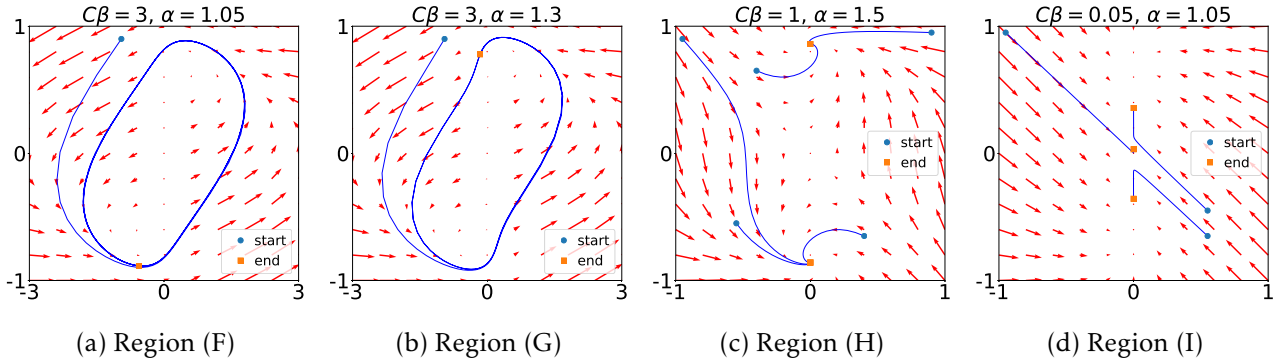 Cβ = 3, α = 1.05
1
0
-1
-3
0
3
start
end
(a) Region (F)
Cβ = 3, α = 1.3
1
0
-1
-3
0
3
start
end
(b) Region (G)
Cβ = 1, α = 1.5
1
0
-1
-1
0
1
start
end
(c) Region (H)
Cβ = 0.05, α = 1.05
1
0
-1
-1
0
1
start
end
(d) Region (I)